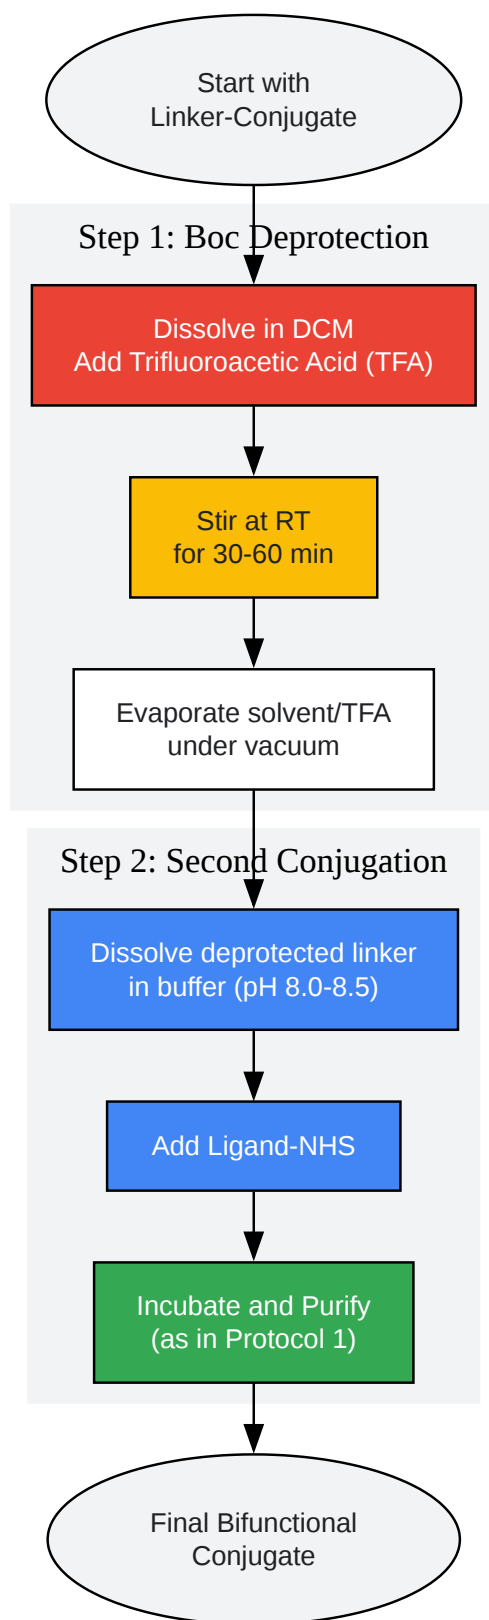 Start with
Linker-Conjugate
Step 1: Boc Deprotection
Dissolve in DCM
Add Trifluoroacetic Acid (TFA)
Stir at RT
for 30-60 min
Evaporate solvent/TFA
under vacuum
Step 2: Second Conjugation
Dissolve deprotected linker
in buffer (pH 8.0-8.5)
Add Ligand-NHS
Incubate and Purify
(as in Protocol 1)
Final Bifunctional
Conjugate